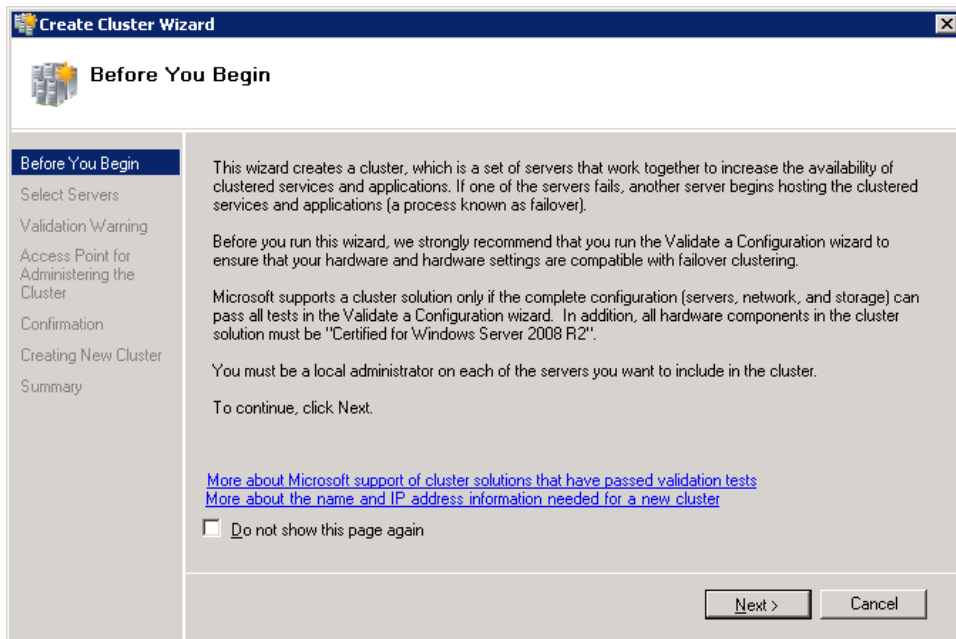 Create Cluster Wizard
Before You Begin
Before You Begin
Select Servers
Validation Warning
Access Point for
Administering the
Cluster
Confirmation
Creating New Cluster
Summary
This wizard creates a cluster, which is a set of servers that work together to increase the availability of
clustered services and applications. If one of the servers fails, another server begins hosting the clustered
services and applications (a process known as failover).
Before you run this wizard, we strongly recommend that you run the Validate a Configuration wizard to
ensure that your hardware and hardware settings are compatible with failover clustering.
Microsoft supports a cluster solution only if the complete configuration (servers, network, and storage) can
pass all tests in the Validate a Configuration wizard.  In addition, all hardware components in the cluster
solution must be "Certified for Windows Server 2008 R2".
You must be a local administrator on each of the servers you want to include in the cluster.
To continue, click Next.
More about Microsoft support of cluster solutions that have passed validation tests
More about the name and IP address information needed for a new cluster
Do not show this page again
Next >
Cancel